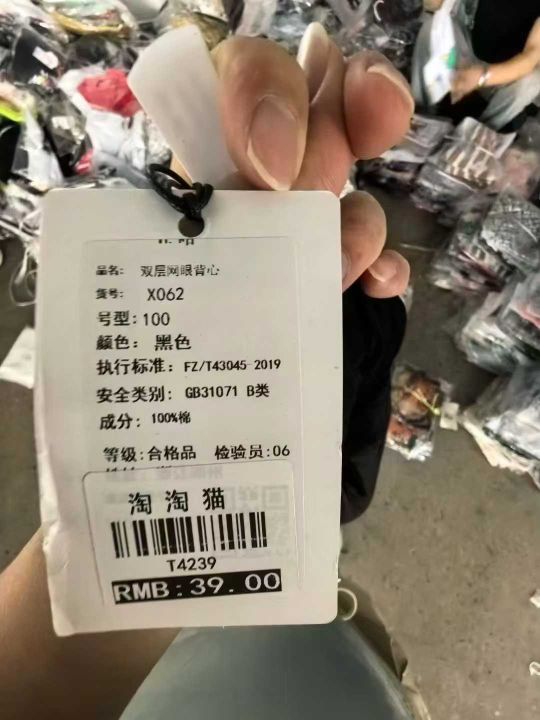 品名: 双层网眼背心
货号: X062
号型:100
颜色: 黑色
执行标准: FZ/T43045-2019
安全类别: GB31071 B类
成分: 100%棉
等级:合格品 检验员:06
淘淘猫
T4239
RMB:39.00